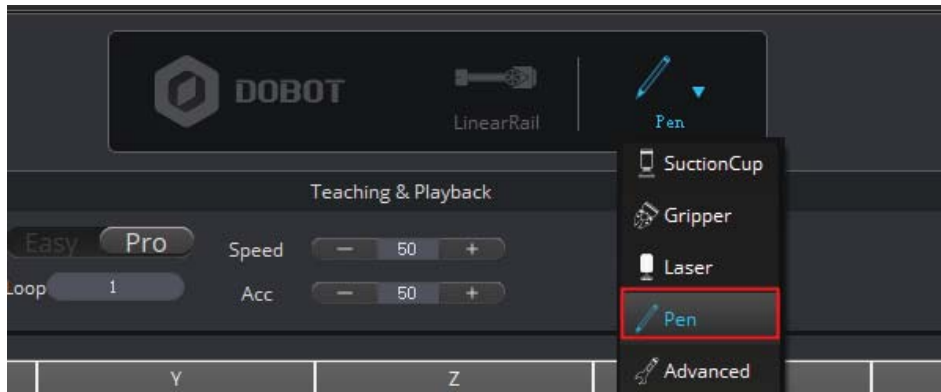 DOBOT
LinearRail
Pen
SuctionCup
Teaching & Playback
Gripper
Easy Pro
Speed - 50 +
Laser
Loop 1
Acc - 50 +
Pen
Y Z
Advanced